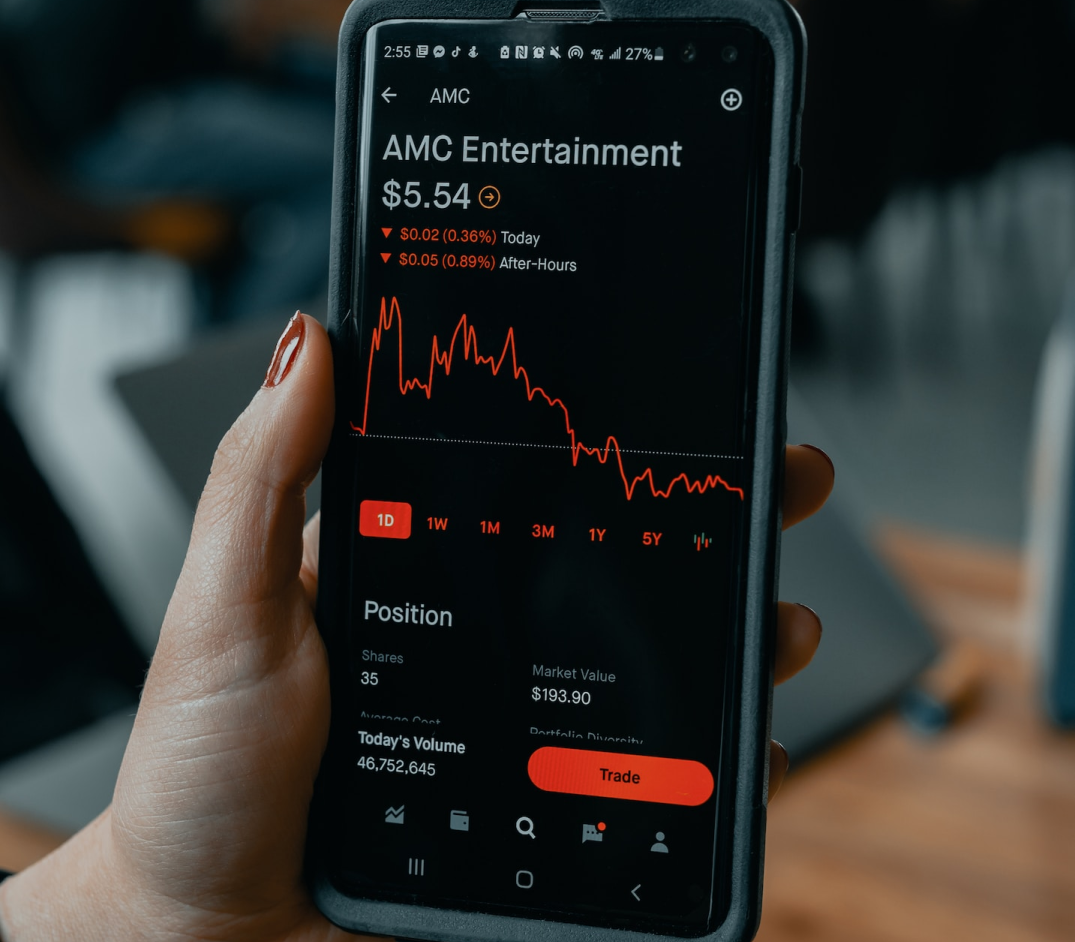 2:55 27%
AMC
AMC Entertainment
$5.54
$0.02 (0.36%) Today
$0.05 (0.89%) After-Hours
1D 1W 1M 3M 1Y 5Y
Position
Shares
35
Market Value
$193.90
Average Cost
Portfolio Diversity
Today's Volume
46,752,645
Trade